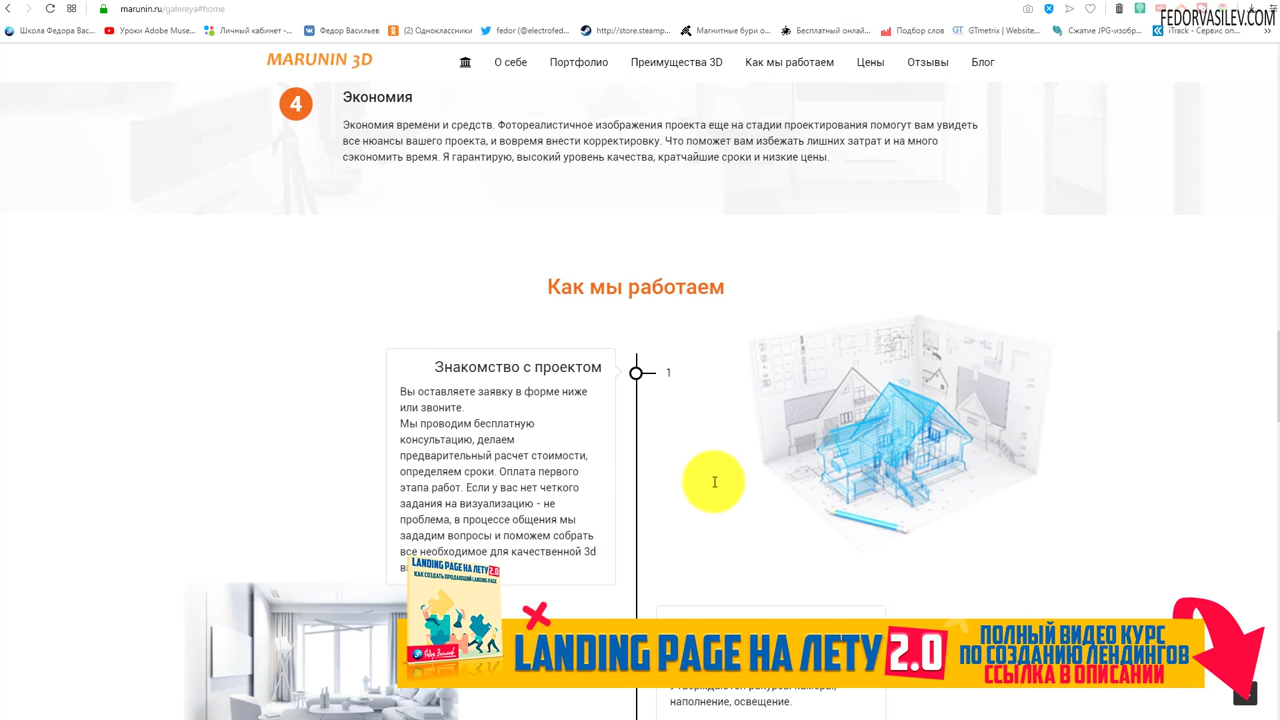 marunin.ru/galereya#home
FEDORVASILEV.COM
Школа Федора Вас...
Уроки Adobe Muse...
Личный кабинет -...
Федор Васильев
(2) Одноклассники
fedor (@electrofed...
http://store.steamp...
Магнитные бури о...
Бесплатный онлай...
Подбор слов
GTmetrix | Website...
Сжатие JPG-изобр...
iTrack - Сервис оп...
MARUNIN 3D
О себе
Портфолио
Преимущества 3D
Как мы работаем
Цены
Отзывы
Блог
4
Экономия
Экономия времени и средств. Фотореалистичное изображения проекта еще на стадии проектирования помогут вам увидеть
все нюансы вашего проекта, и вовремя внести корректировку. Что поможет вам избежать лишних затрат и на много
сэкономить время. Я гарантирую, высокий уровень качества, кратчайшие сроки и низкие цены.
Как мы работаем
Знакомство с проектом
1
Вы оставляете заявку в форме ниже
или звоните.
Мы проводим бесплатную
консультацию, делаем
предварительный расчет стоимости,
определяем сроки. Оплата первого
этапа работ. Если у вас нет четкого
задания на визуализацию - не
проблема, в процессе общения мы
зададим вопросы и поможем собрать
все необходимое для качественной 3d
LANDING PAGE НА ЛЕТУ 2.0
КАК СОЗДАТЬ ПРОДАЮЩИЙ LANDING PAGE
Федор Васильев
LANDING PAGE НА ЛЕТУ 2.0
ПОЛНЫЙ ВИДЕО КУРС
ПО СОЗДАНИЮ ЛЕНДИНГОВ
ССЫЛКА В ОПИСАНИИ
наполнение, освещение.